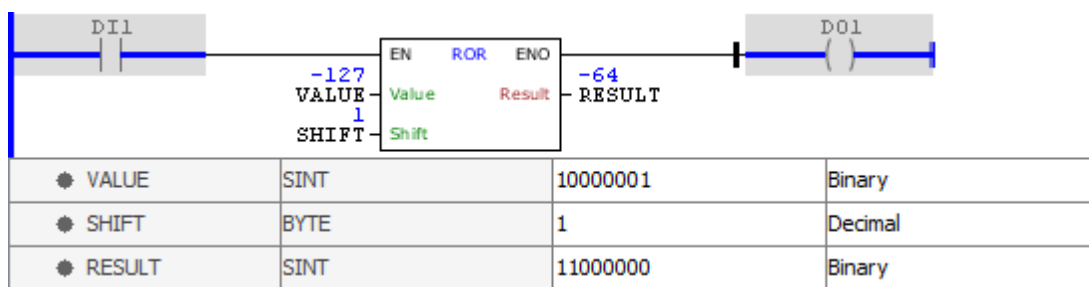 DI1 DO1
EN ROR ENO
-127 -64
VALUE Value Result RESULT
1
SHIFT Shift
VALUE SINT 10000001 Binary
SHIFT BYTE 1 Decimal
RESULT SINT 11000000 Binary